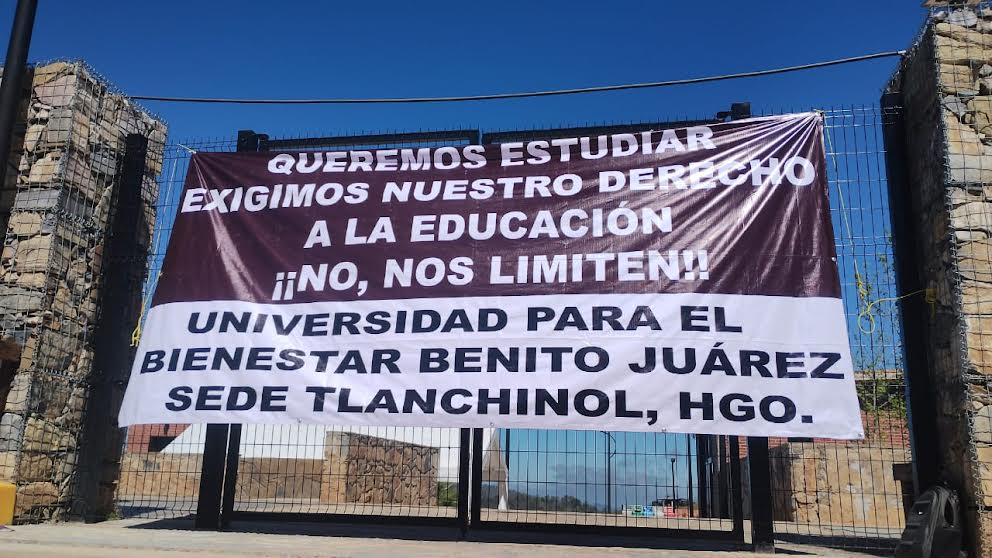 QUEREMOS ESTUDIAR
EXIGIMOS NUESTRO DERECHO
A LA EDUCACIÓN
¡¡NO, NOS LIMITEN!!
UNIVERSIDAD PARA EL
BIENESTAR BENITO JUÁREZ
SEDE TLANCHINOL, HGO.